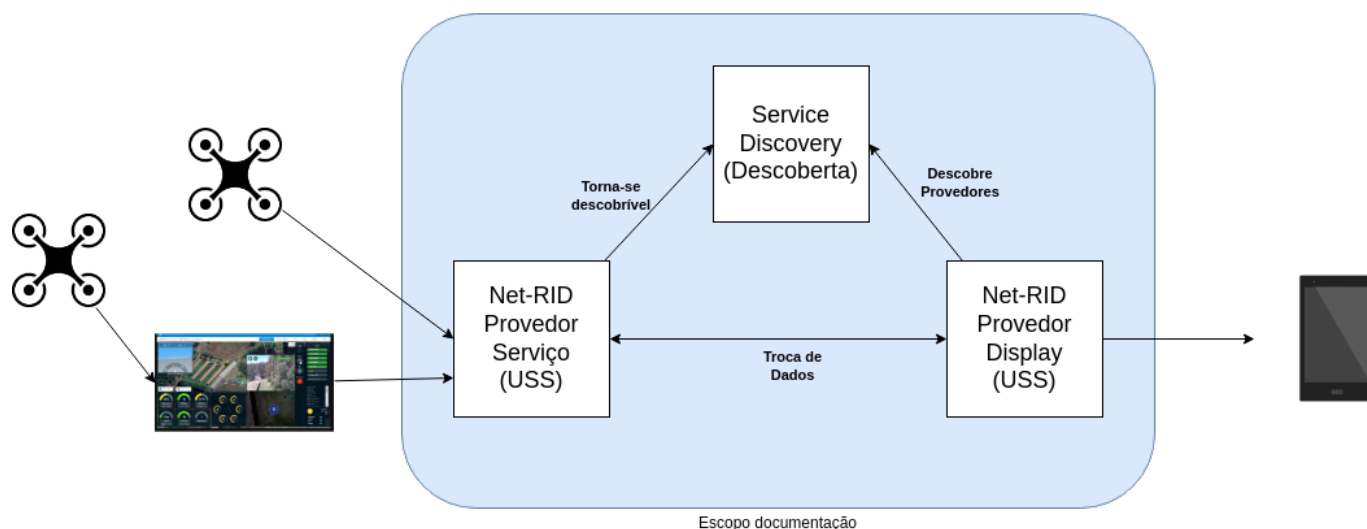 Service
Discovery
(Descoberta)
Torna-se
descobrível
Descobre
Provedores
Net-RID
Provedor
Serviço
(USS)
Troca de
Dados
Net-RID
Provedor
Display
(USS)
Escopo documentação